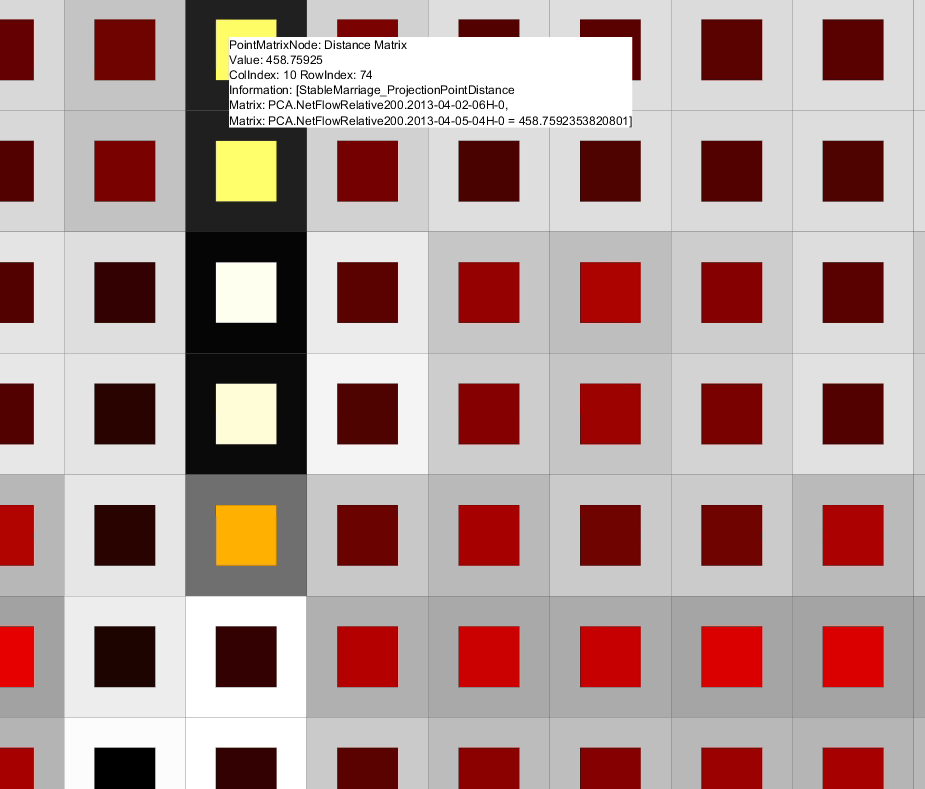 PointMatrixNode: Distance Matrix
Value: 458.75925
ColIndex: 10 RowIndex: 74
Information: [StableMarriage_ProjectionPointDistance
Matrix: PCA.NetFlowRelative200.2013-04-02-06H-0,
Matrix: PCA.NetFlowRelative200.2013-04-05-04H-0 = 458.7592353820801]